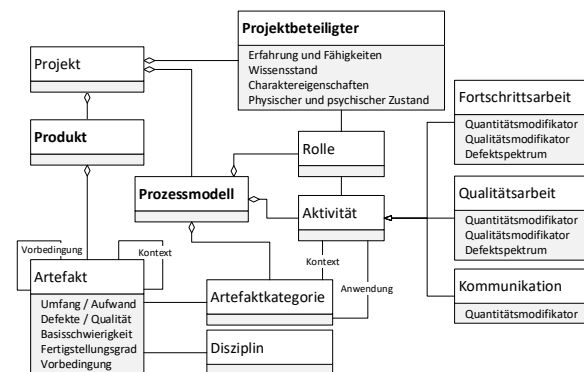 Projektbeteiligter
Erfahrung und Fähigkeiten
Wissensstand
Charaktereigenschaften
Physischer und psychischer Zustand
Projekt
Produkt
Rolle
Prozessmodell
Aktivität
Fortschrittsarbeit
Quantitätsmodifikator
Qualitätsmodifikator
Defektspektrum
Qualitätsarbeit
Quantitätsmodifikator
Qualitätsmodifikator
Defektspektrum
Kommunikation
Quantitätsmodifikator
Vorbedingung
Kontext
Kontext
Anwendung
Artefakt
Umfang / Aufwand
Defekte / Qualität
Basisschwierigkeit
Fertigstellungsgrad
Vorbedingung
Artefaktkategorie
Disziplin